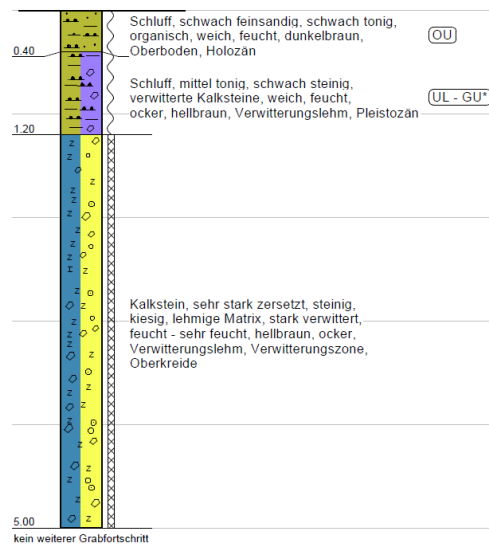 Schluff, schwach feinsandig, schwach tonig,
organisch, weich, feucht, dunkelbraun,
Oberboden, Holozän
OU
0.40
Schluff, mittel tonig, schwach steinig,
verwitterte Kalksteine, weich, feucht,
ocker, hellbraun, Verwitterungslehm, Pleistozän
UL - GU*
1.20
Kalkstein, sehr stark zersetzt, steinig,
kiesig, lehmige Matrix, stark verwittert,
feucht - sehr feucht, hellbraun, ocker,
Verwitterungslehm, Verwitterungszone,
Oberkreide
5.00
kein weiterer Grabfortschritt